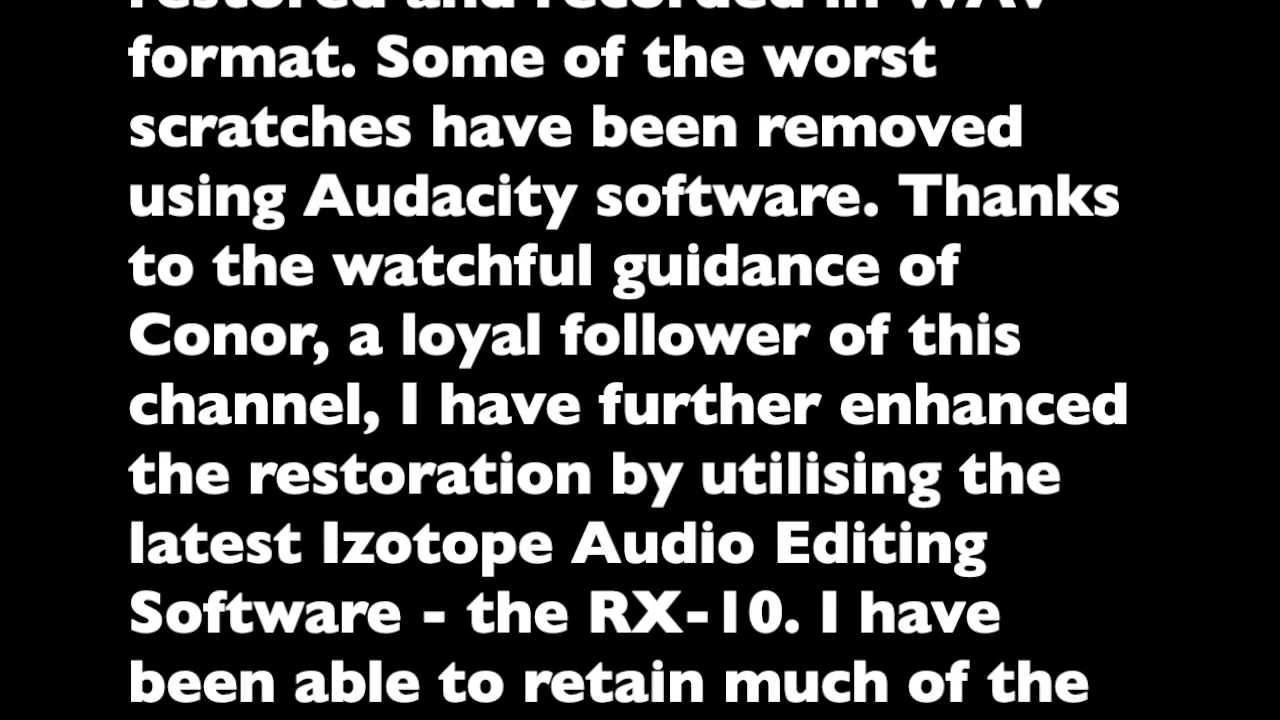 restored and recorded in WAV
format. Some of the worst
scratches have been removed
using Audacity software. Thanks
to the watchful guidance of
Conor, a loyal follower of this
channel, I have further enhanced
the restoration by utilising the
latest Izotope Audio Editing
Software - the RX-10. I have
been able to retain much of the